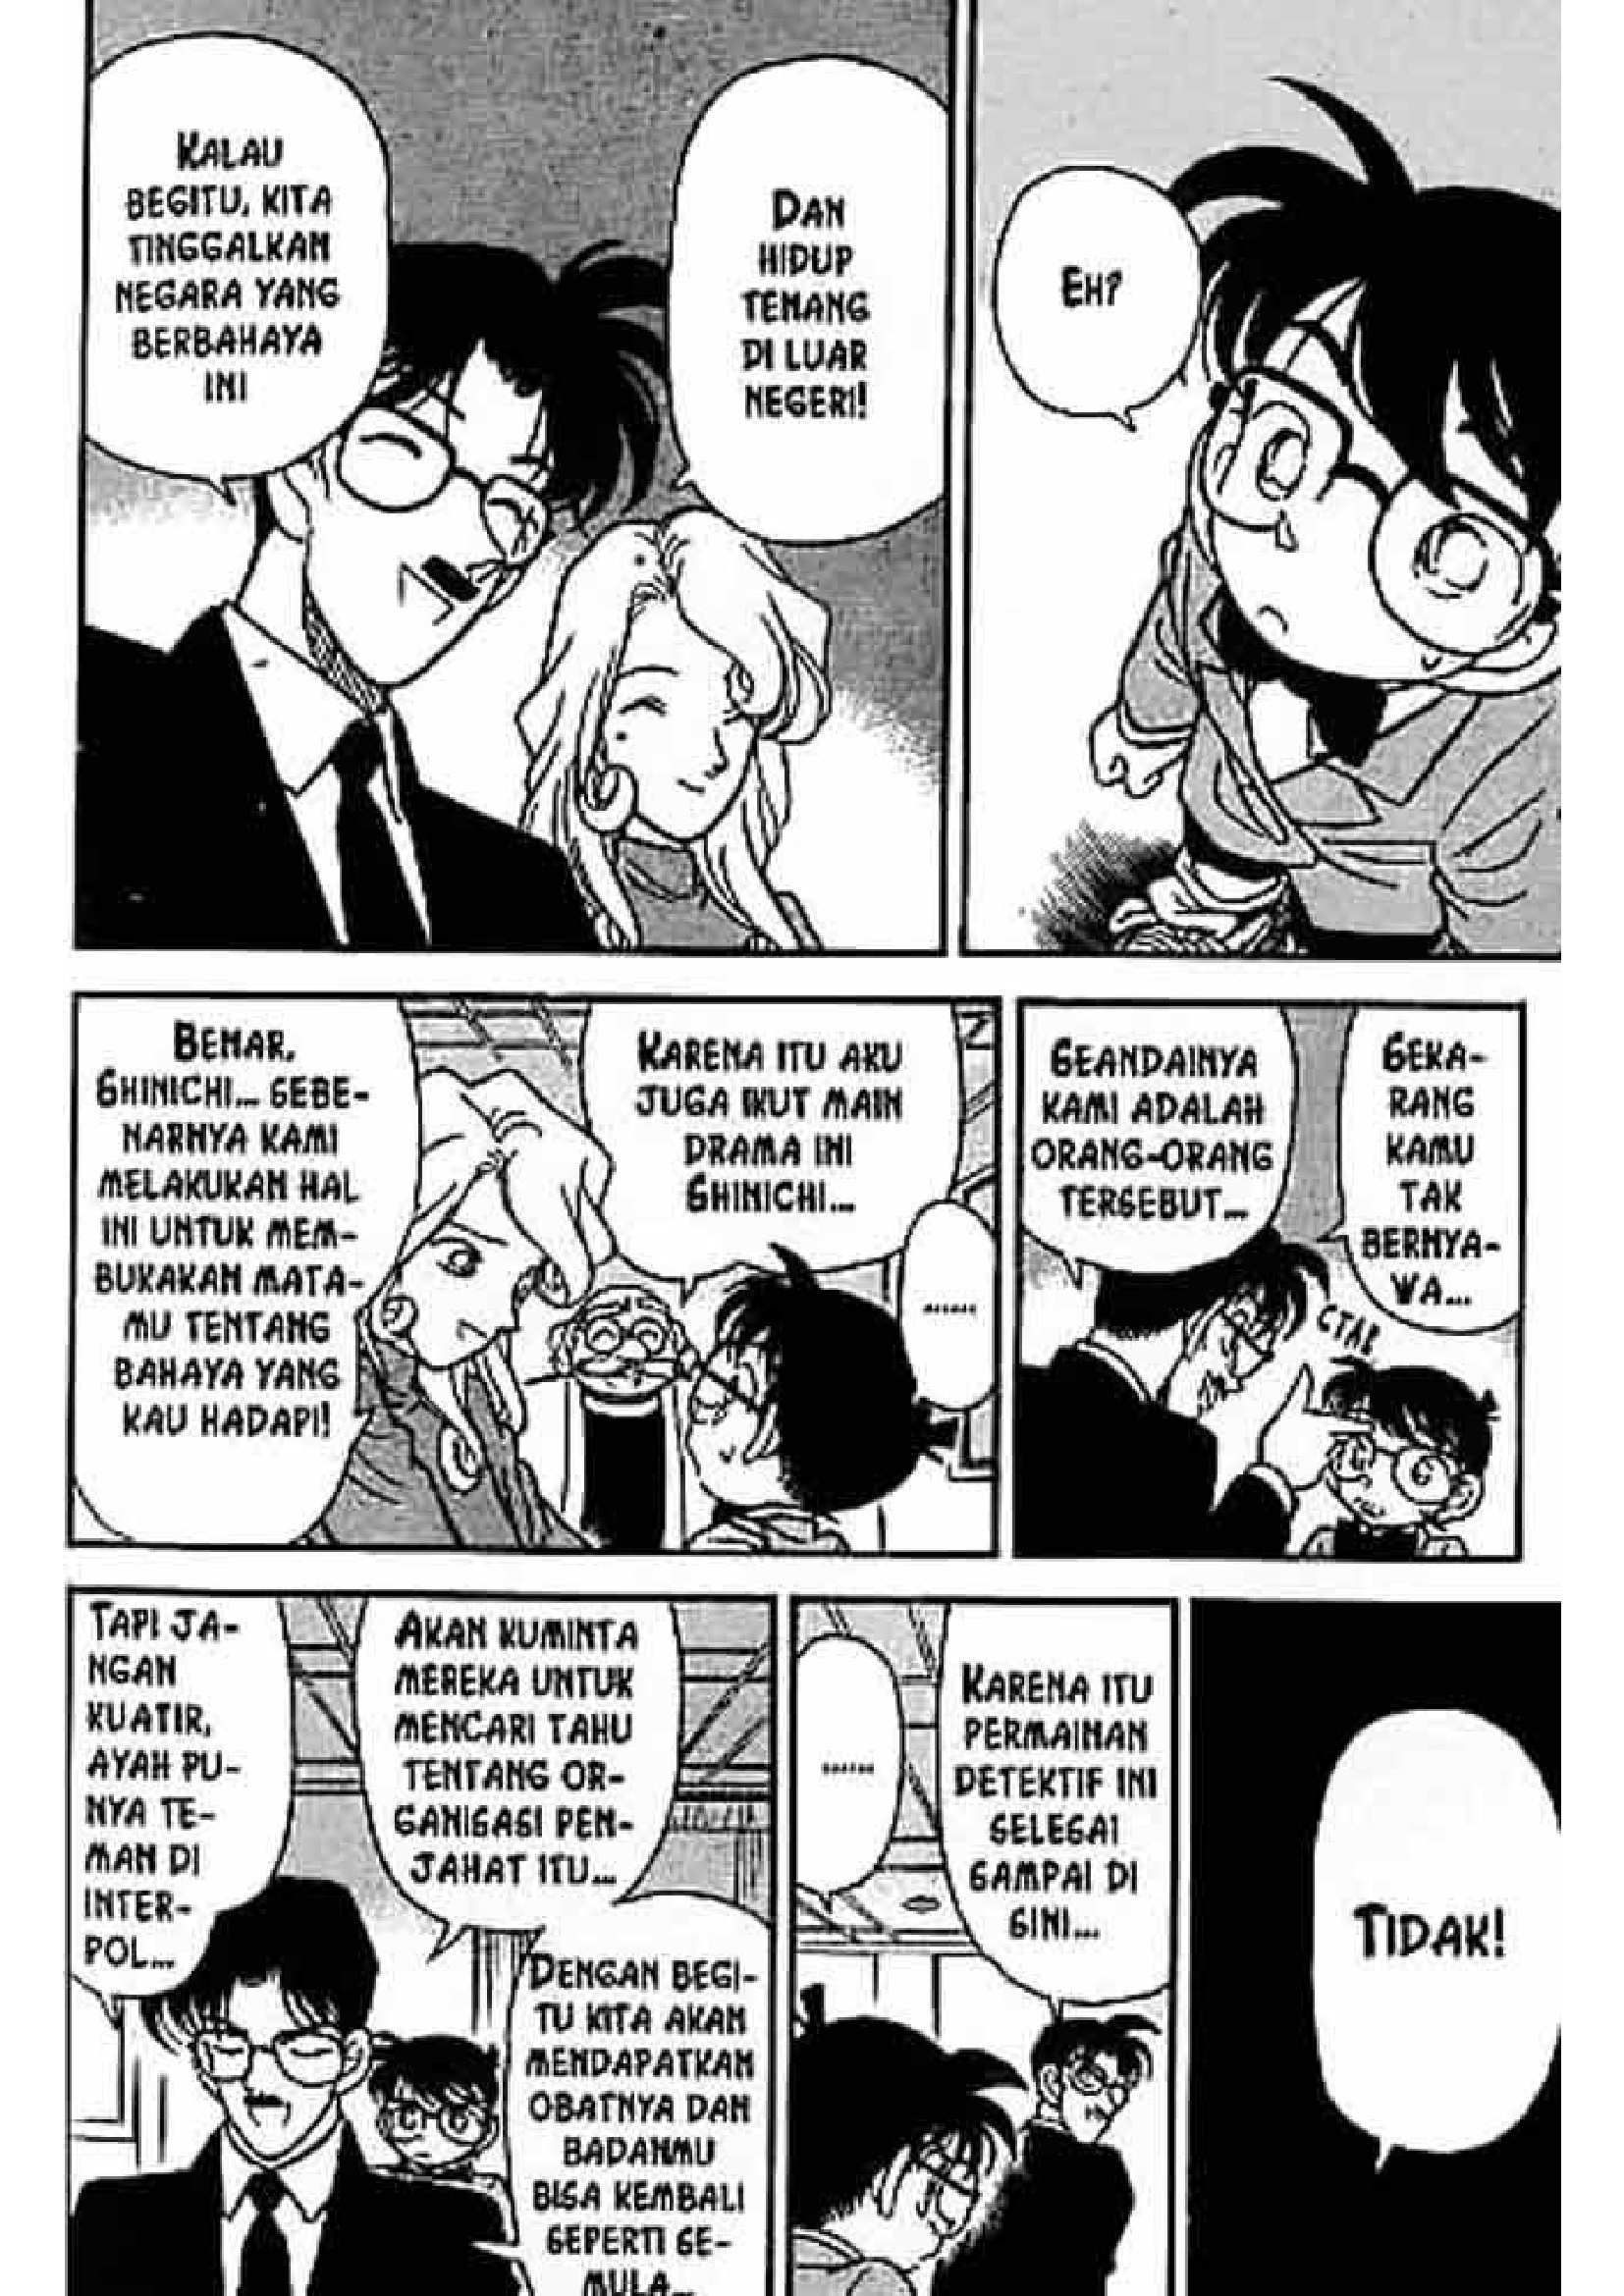 KALAU
BEGITU, KITA
TINGGALKAN
NEGARA YANG
BERBAHAYA
INI
DAN
HIDUP
TENANG
DI LUAR
NEGERI!
EH?
BENAR,
SHINICHI... SEBE-
NARNYA KAMI
MELAKUKAN HAL
INI UNTUK MEM-
BUKAKAN MATA-
MU TENTANG
BAHAYA YANG
KAU HADAPI!
KARENA ITU AKU
JUGA IKUT MAIN
DRAMA INI
SHINICHI...
......
SEANDAINYA
KAMI ADALAH
ORANG-ORANG
TERSEBUT...
SEKA-
RANG
KAMU
TAK
BERNYA-
WA...
CTAK
TAPI JA-
NGAN
KUATIR,
AYAH PU-
NYA TE-
MAN DI
INTER-
POL...
AKAN KUMINTA
MEREKA UNTUK
MENCARI TAHU
TENTANG OR-
GANISASI PEN-
JAHAT ITU...
DENGAN BEGI-
TU KITA AKAN
MENDAPATKAN
OBATNYA DAN
BADANMU
BISA KEMBALI
SEPERTI SE-
MULA...
......
KARENA ITU
PERMAINAN
DETEKTIF INI
SELESAI
SAMPAI DI
SINI...
TIDAK!